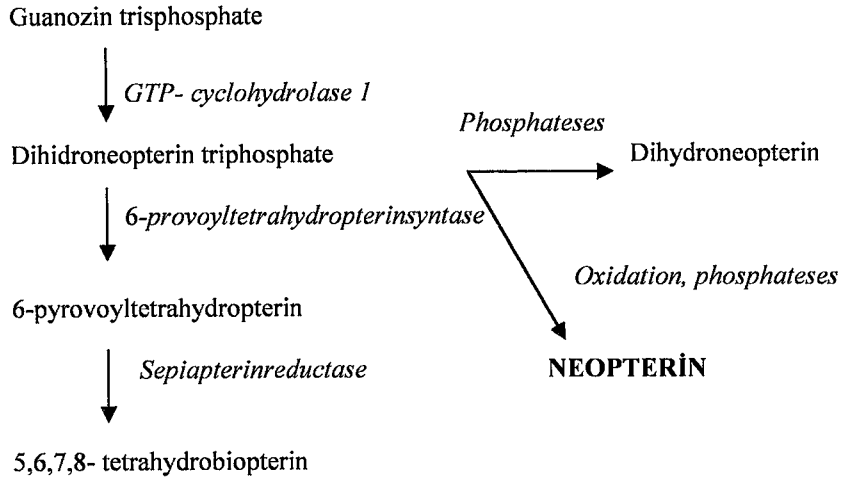 Guanozin trisphosphate
GTP- cyclohydrolase 1
Phosphateses
Dihidroneopterin triphosphate
Dihydroneopterin
6-provoyltetrahydropterinsyntase
Oxidation, phosphateses
6-pyrovoyltetrahydropterin
Sepiapterinreductase
NEOPTERİN
5,6,7,8- tetrahydrobiopterin